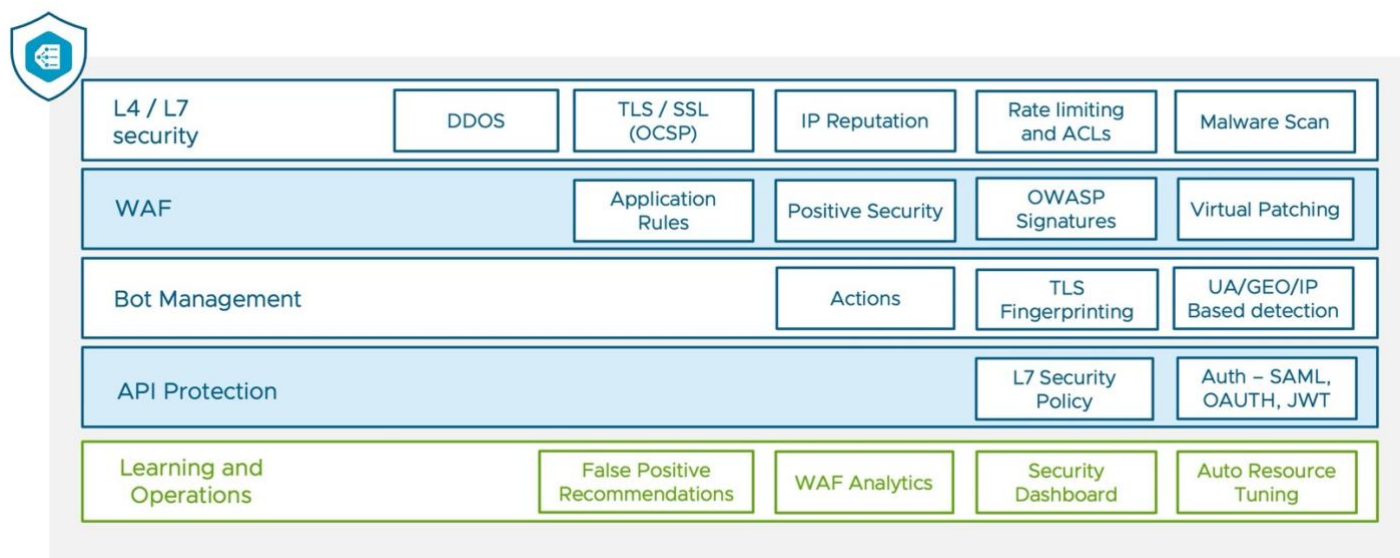 L4 / L7
security
DDOS
TLS / SSL
(OCSP)
IP Reputation
Rate limiting
and ACLs
Malware Scan
WAF
Application
Rules
Positive Security
OWASP
Signatures
Virtual Patching
Bot Management
Actions
TLS
Fingerprinting
UA/GEO/IP
Based detection
API Protection
L7 Security
Policy
Auth – SAML,
OAUTH, JWT
Learning and
Operations
False Positive
Recommendations
WAF Analytics
Security
Dashboard
Auto Resource
Tuning